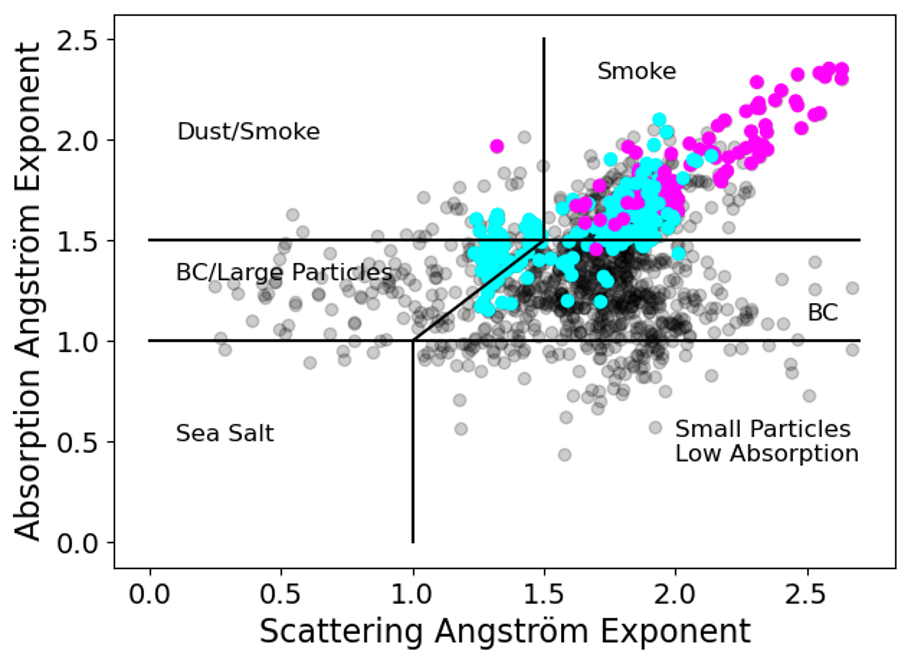 2.5
2.0
1.5
1.0
0.5
0.0
Absorption Angström Exponent
Dust/Smoke
Smoke
BC/Large Particles
BC
Sea Salt
Small Particles
Low Absorption
0.0 0.5 1.0 1.5 2.0 2.5
Scattering Angström Exponent